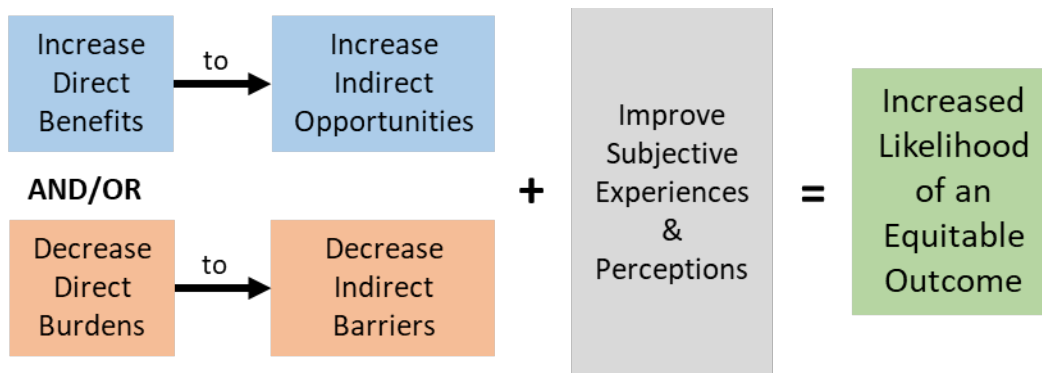 Increase
Direct
Benefits
to
Increase
Indirect
Opportunities
AND/OR
Decrease
Direct
Burdens
to
Decrease
Indirect
Barriers
+
Improve
Subjective
Experiences
&
Perceptions
=
Increased
Likelihood
of an
Equitable
Outcome